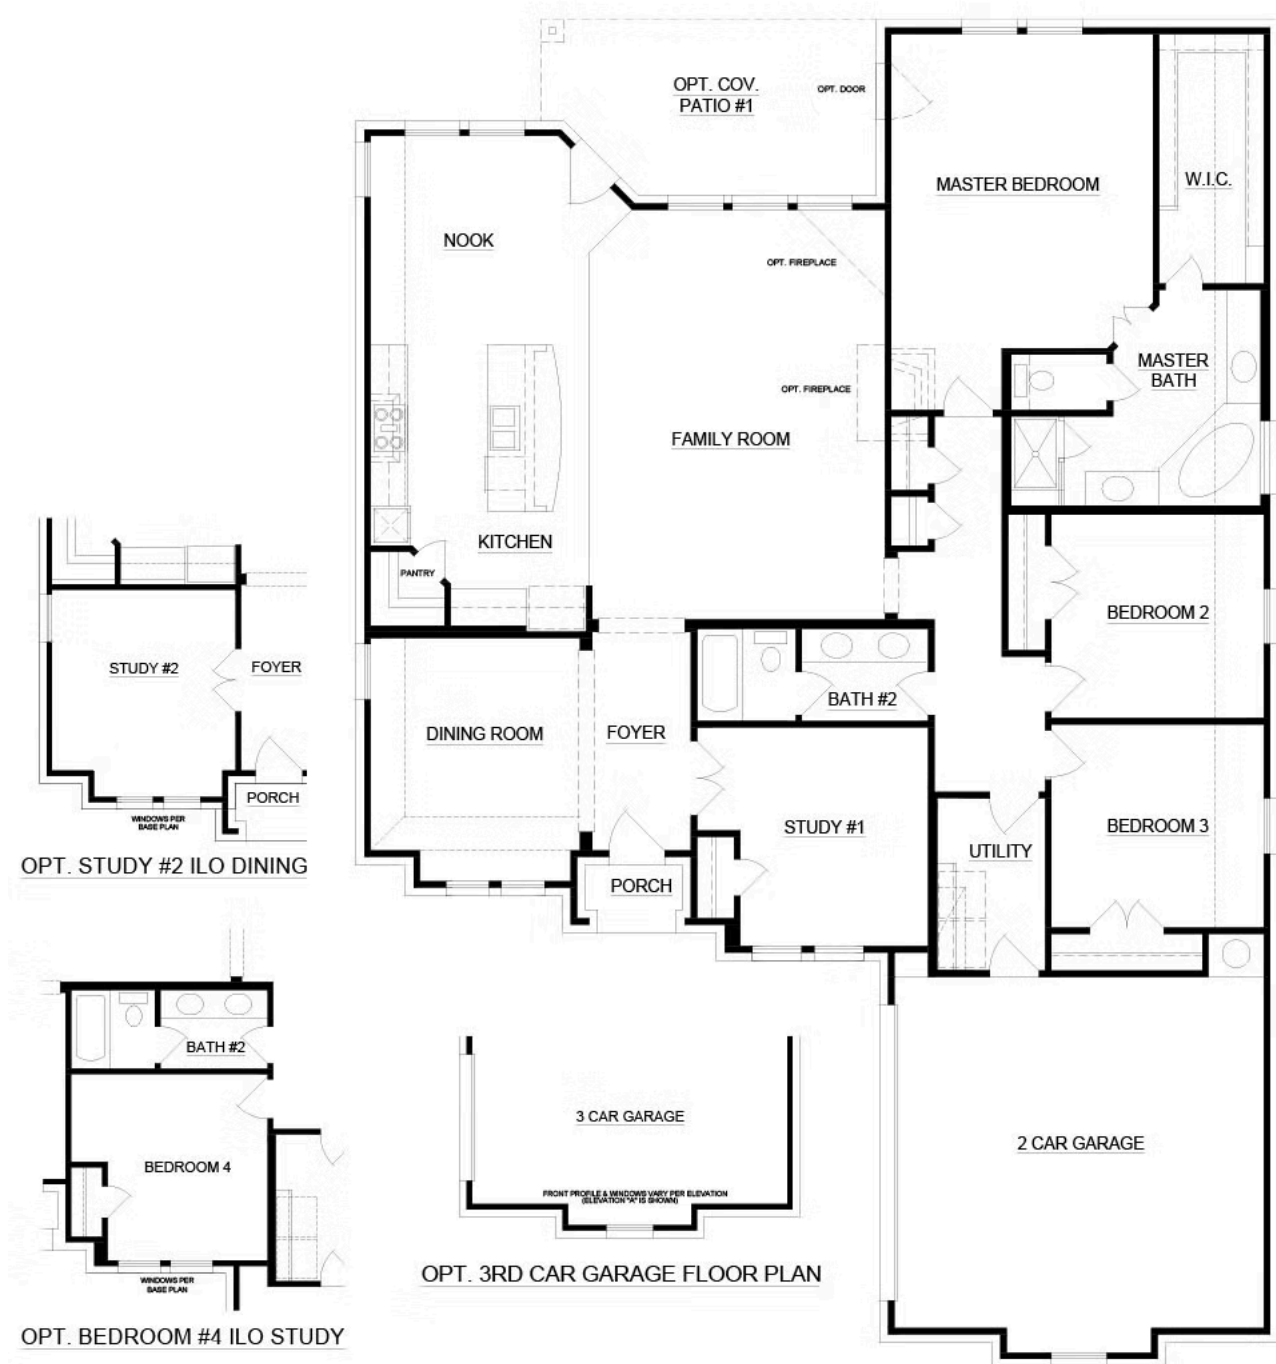 OPT. COV.
PATIO #1
OPT. DOOR
MASTER BEDROOM
W.I.C.
NOOK
OPT. FIREPLACE
MASTER
BATH
OPT. FIREPLACE
FAMILY ROOM
KITCHEN
PANTRY
BEDROOM 2
STUDY #2
FOYER
BATH #2
DINING ROOM
FOYER
PORCH
WINDOWS PER
BASE PLAN
OPT. STUDY #2 ILO DINING
STUDY #1
BEDROOM 3
UTILITY
PORCH
BATH #2
BEDROOM 4
WINDOWS PER
BASE PLAN
OPT. BEDROOM #4 ILO STUDY
3 CAR GARAGE
FRONT PROFILE & WINDOWS VARY PER ELEVATION
(ELEVATION "A" IS SHOWN)
OPT. 3RD CAR GARAGE FLOOR PLAN
2 CAR GARAGE